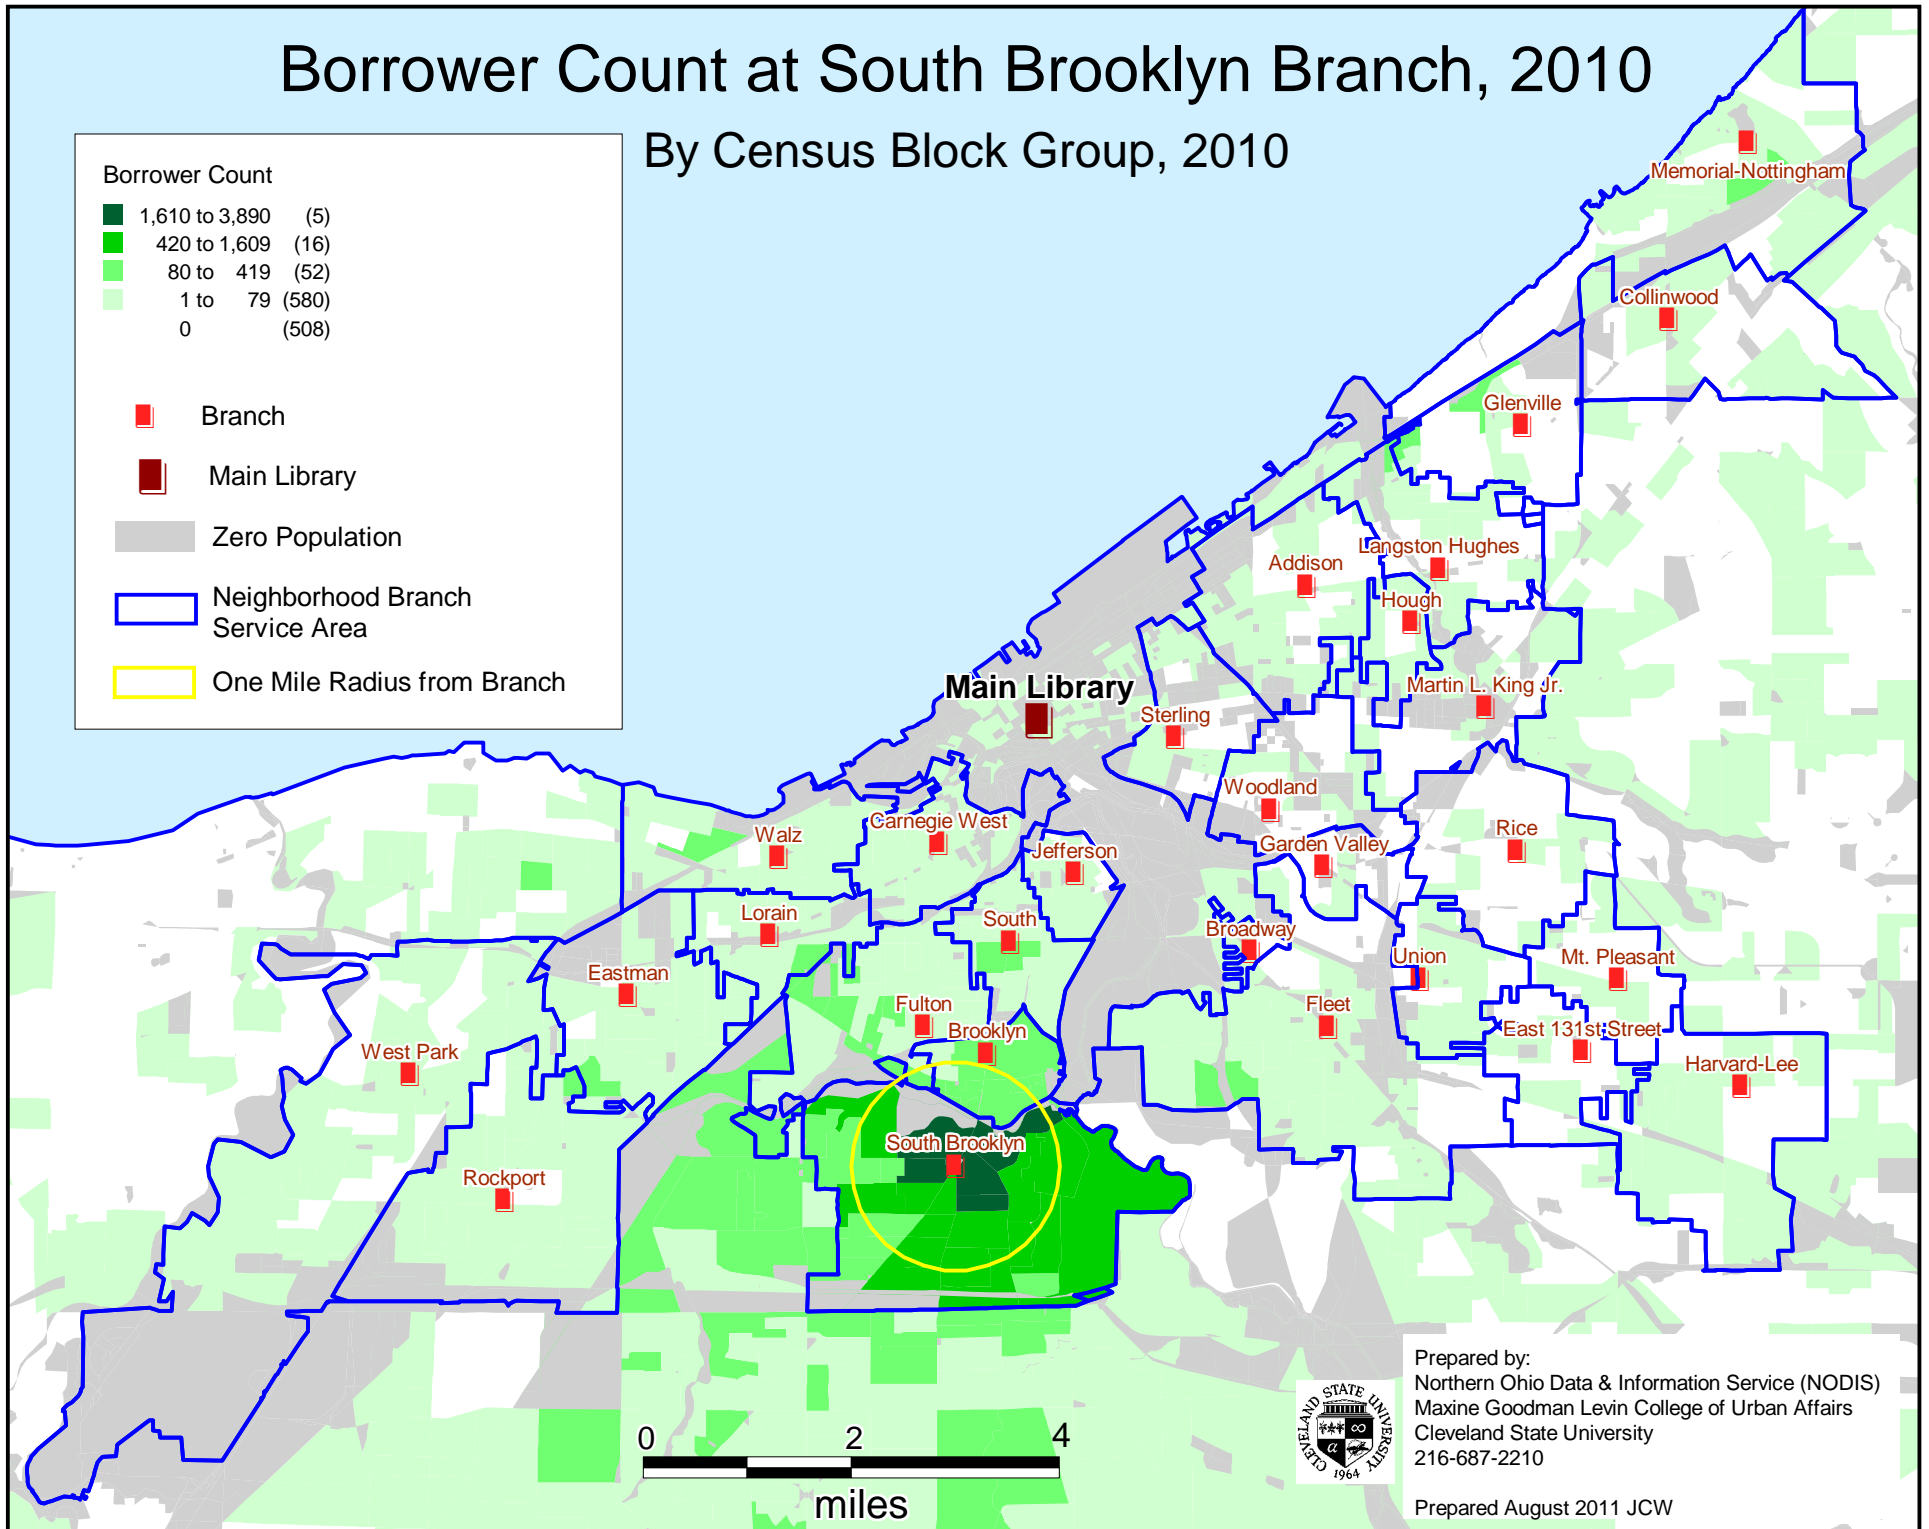 Borrower Count at South Brooklyn Branch, 2010
By Census Block Group, 2010
Borrower Count
1,610 to 3,890 (5)
420 to 1,609 (16)
80 to 419 (52)
1 to 79 (580)
0 (508)
Branch
Main Library
Zero Population
Neighborhood Branch
Service Area
One Mile Radius from Branch
Memorial-Nottingham
Collinwood
Glenville
Langston Hughes
Addison
Hough
Martin L. King Jr.
Main Library
Sterling
Woodland
Carnegie West
Walz
Jefferson
Garden Valley
Rice
Lorain
South
Broadway
Union
Mt. Pleasant
Eastman
Fulton
Brooklyn
Fleet
East 131st Street
West Park
Harvard-Lee
South Brooklyn
Rockport
0 2 4
miles
CLEVELAND STATE UNIVERSITY
1964
Prepared by:
Northern Ohio Data & Information Service (NODIS)
Maxine Goodman Levin College of Urban Affairs
Cleveland State University
216-687-2210
Prepared August 2011 JCW